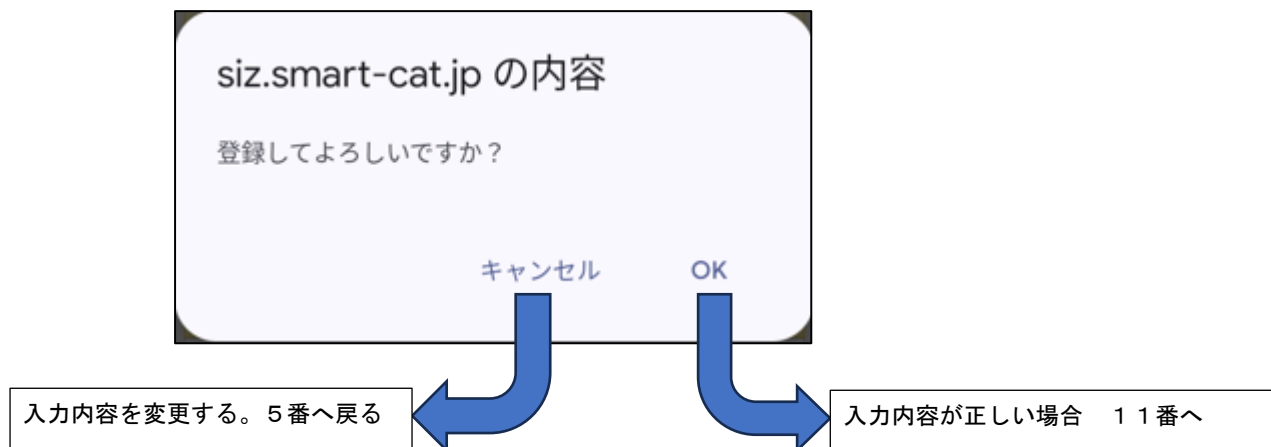 siz.smart-cat.jp の内容
登録してよろしいですか？
キャンセル OK
入力内容を変更する。５番へ戻る
入力内容が正しい場合　１１番へ